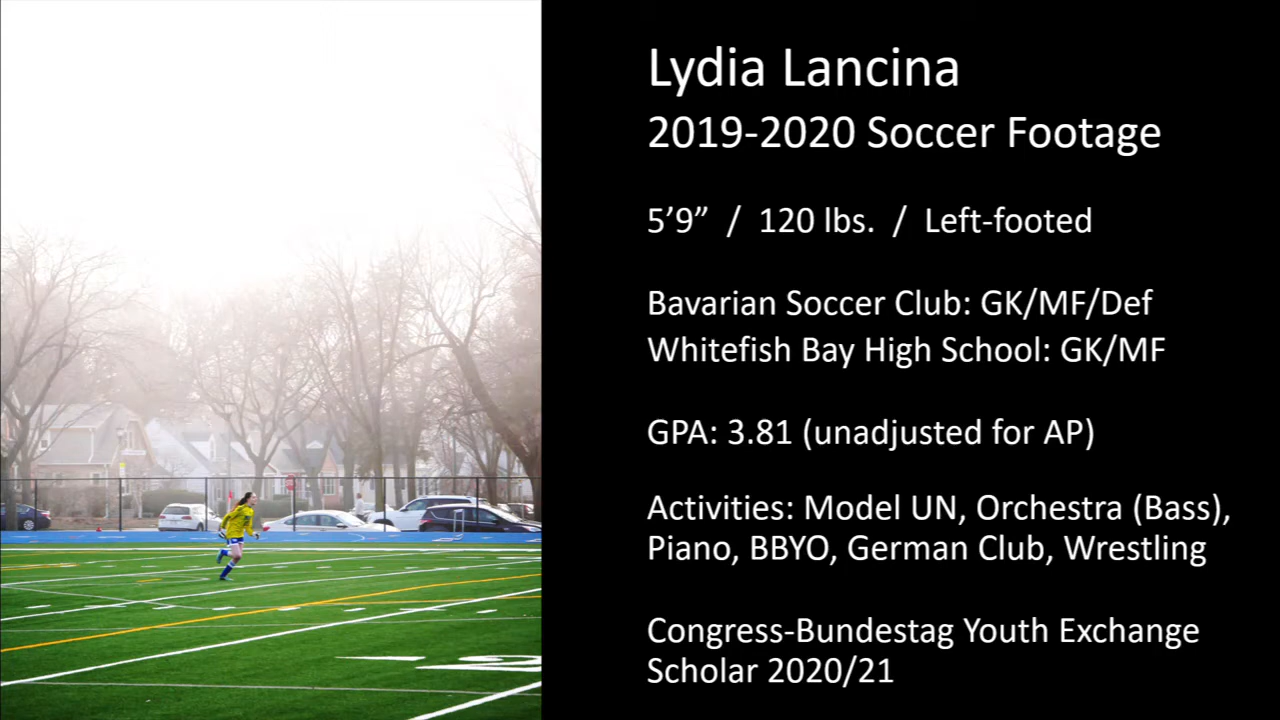 Lydia Lancina
2019-2020 Soccer Footage
5’9” / 120 lbs. / Left-footed
Bavarian Soccer Club: GK/MF/Def
Whitefish Bay High School: GK/MF
GPA: 3.81 (unadjusted for AP)
Activities: Model UN, Orchestra (Bass),
Piano, BBYO, German Club, Wrestling
Congress-Bundestag Youth Exchange
Scholar 2020/21